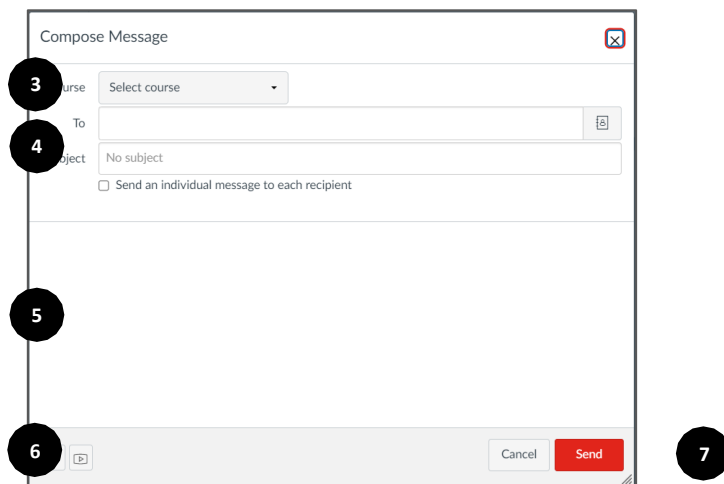 Compose Message
3 urse Select course
To
4 bject No subject
Send an individual message to each recipient
5
6 Cancel Send 7